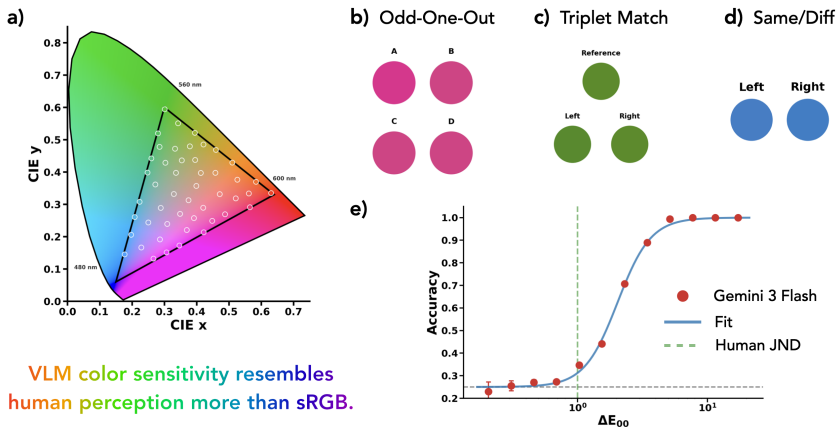 a)
b) Odd-One-Out
c) Triplet Match
d) Same/Diff
0.8
0.7
0.6
0.5
0.4
0.3
0.2
0.1
0.0
CIE y
560 nm
600 nm
480 nm
0.0 0.1 0.2 0.3 0.4 0.5 0.6 0.7
CIE x
A B
C D
Reference
Left Right
Left Right
e)
1.0
0.9
0.8
0.7
0.6
0.5
0.4
0.3
0.2
Accuracy
Gemini 3 Flash
Fit
Human JND
10⁰ 10¹
ΔE₀₀
VLM color sensitivity resembles
human perception more than sRGB.